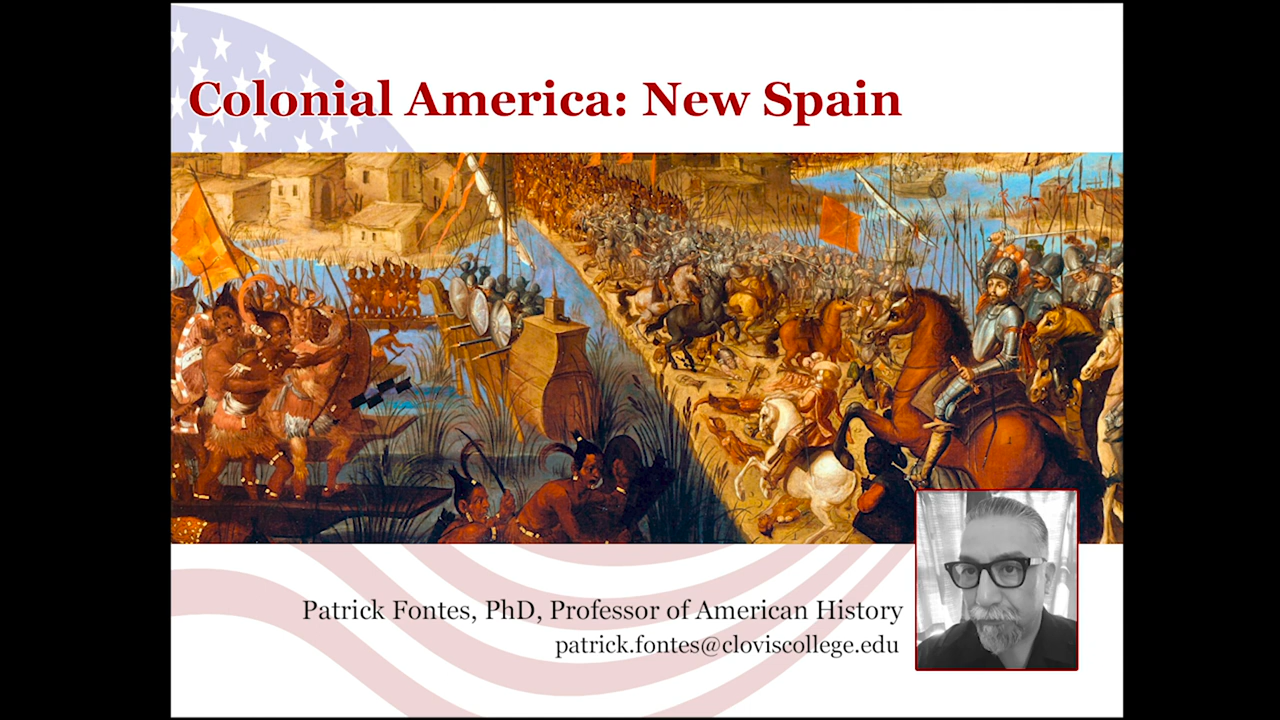 Colonial America: New Spain
Patrick Fontes, PhD, Professor of American History
patrick.fontes@cloviscollege.edu